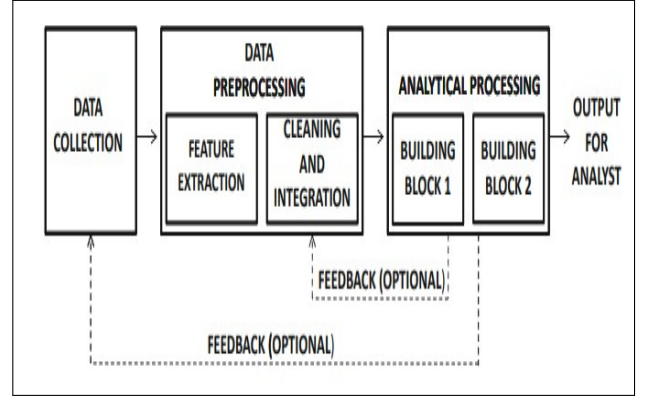 DATA
COLLECTION
DATA
PREPROCESSING
FEATURE
EXTRACTION
CLEANING
AND
INTEGRATION
ANALYTICAL PROCESSING
BUILDING
BLOCK 1
BUILDING
BLOCK 2
OUTPUT
FOR
ANALYST
FEEDBACK (OPTIONAL)
FEEDBACK (OPTIONAL)